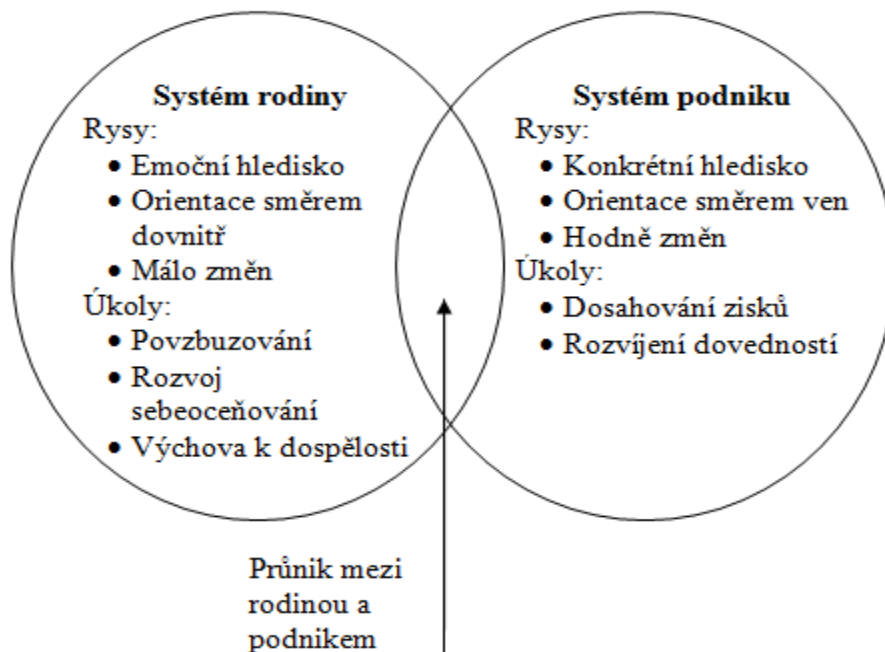 Systém rodiny
Rysy:
• Emoční hledisko
• Orientace směrem
dovnitř
• Málo změn
Úkoly:
• Povzbuzování
• Rozvoj
sebeoceňování
• Výchova k dospělosti
Systém podniku
Rysy:
• Konkrétní hledisko
• Orientace směrem ven
• Hodně změn
Úkoly:
• Dosahování zisků
• Rozvíjení dovedností
Průnik mezi
rodinou a
podnikem